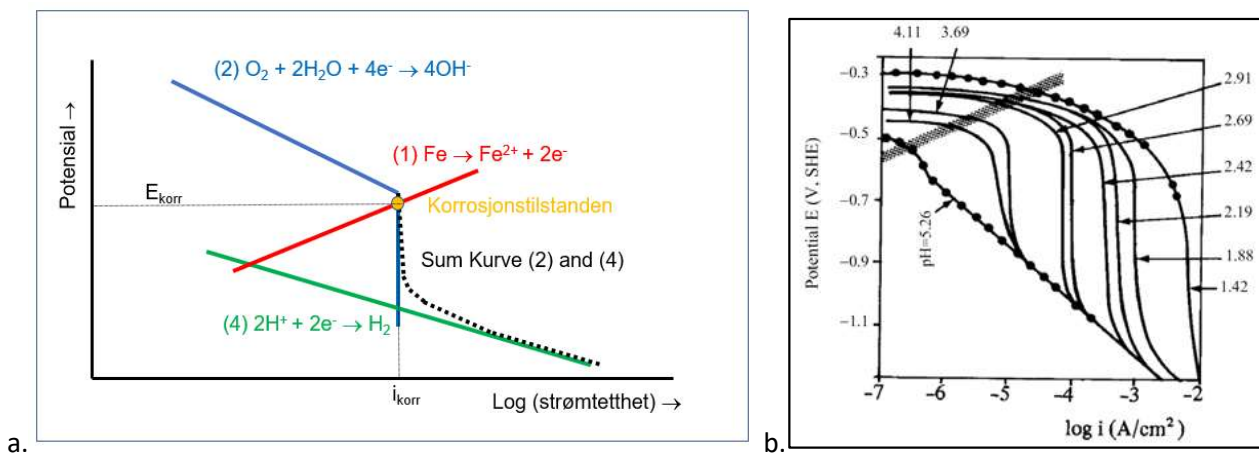 (2) O₂ + 2H₂O + 4e⁻ → 4OH⁻
(1) Fe → Fe²⁺ + 2e⁻
Potensial →
E_korr
Korrosjonstilstanden
Sum Kurve (2) and (4)
(4) 2H⁺ + 2e⁻ → H₂
i_korr
Log (strømtetthet) →
a.
4.11 3.69
2.91
2.69
2.42
2.19
1.88
1.42
pH=5.26
Potential E (V. SHE)
−0.3
−0.5
−0.7
−0.9
−1.1
−7 −6 −5 −4 −3 −2
log i (A/cm²)
b.